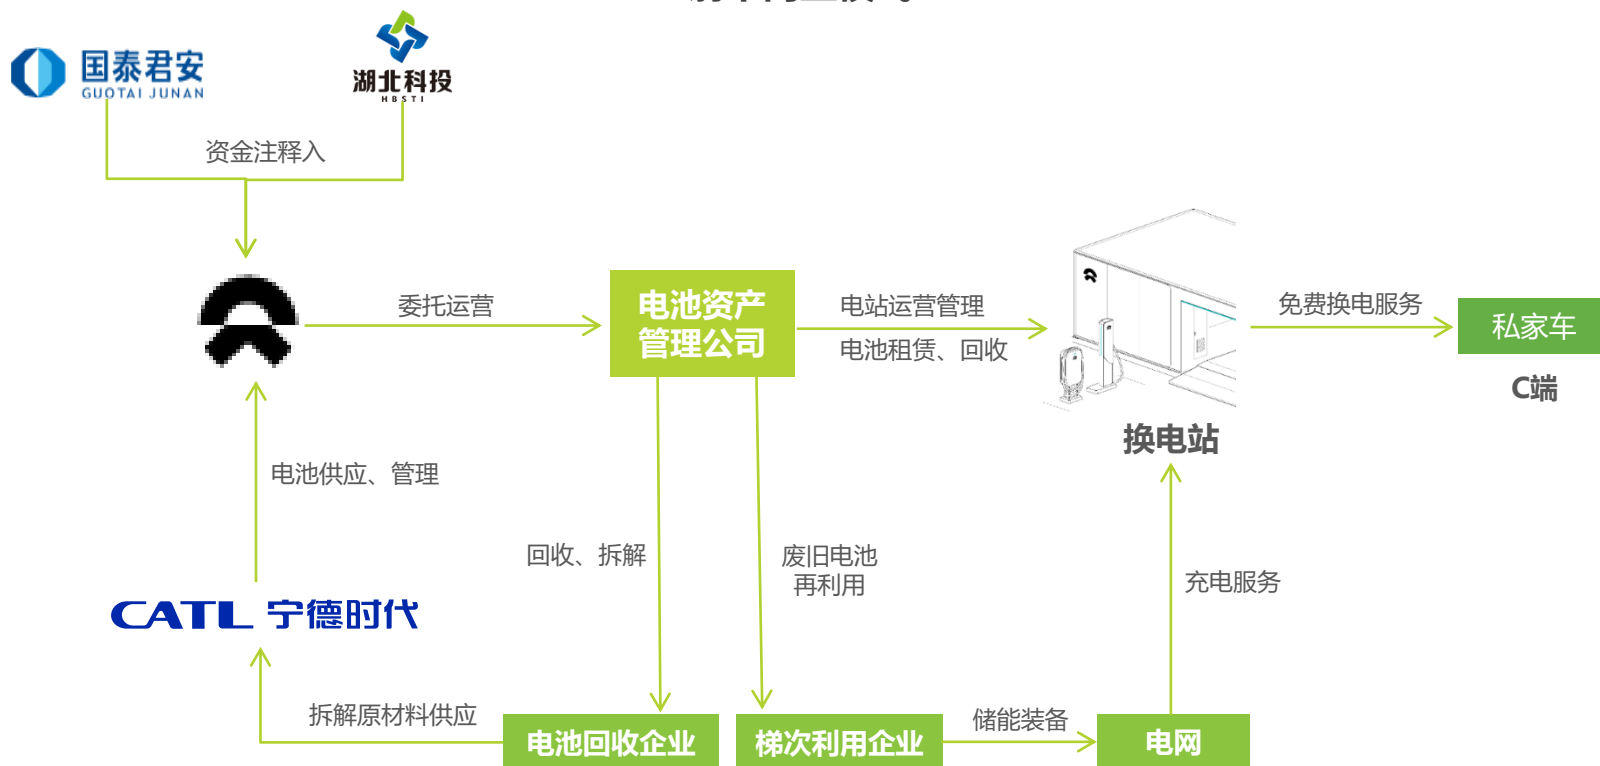 国泰君安
GUOTAI JUNAN
湖北科投
HBSTI
资金注释入
委托运营
电池资产
管理公司
电站运营管理
电池租赁、回收
免费换电服务
私家车
C端
换电站
电池供应、管理
回收、拆解
废旧电池
再利用
充电服务
CATL 宁德时代
拆解原材料供应
电池回收企业
梯次利用企业
储能装备
电网